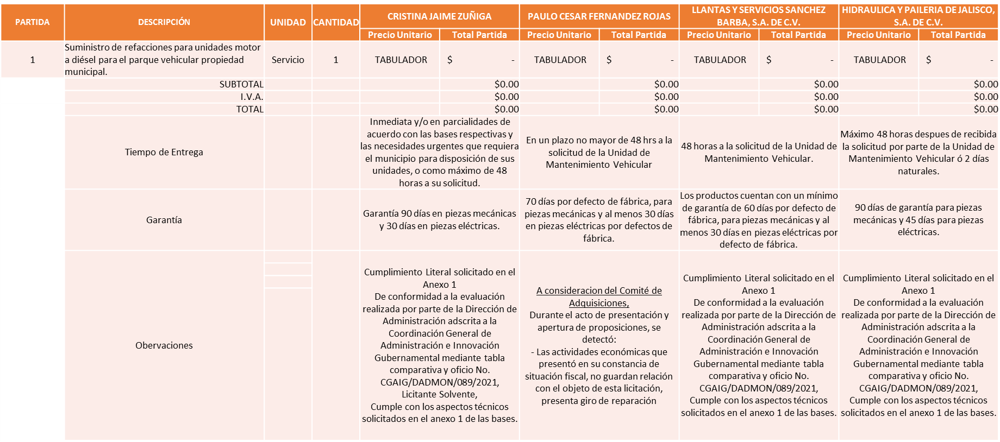 PARTIDA
DESCRIPCIÓN
UNIDAD
CANTIDAD
CRISTINA JAIME ZUÑIGA
PAULO CESAR FERNANDEZ ROJAS
LLANTAS Y SERVICIOS SANCHEZ
BARBA, S.A. DE C.V.
HIDRAULICA Y PAILERIA DE JALISCO,
S.A. DE C.V.
Precio Unitario
Total Partida
Precio Unitario
Total Partida
Precio Unitario
Total Partida
Precio Unitario
Total Partida
1
Suministro de refacciones para unidades motor
a diésel para el parque vehicular propiedad
municipal.
Servicio
1
TABULADOR
$ -
TABULADOR
$ -
TABULADOR
$ -
TABULADOR
$ -
SUBTOTAL
$0.00
$0.00
$0.00
$0.00
I.V.A.
$0.00
$0.00
$0.00
$0.00
TOTAL
$0.00
$0.00
$0.00
$0.00
Tiempo de Entrega
Inmediata y/o en parcialidades de
acuerdo con las bases respectivas y
las necesidades urgentes que requiera
el municipio para disposición de sus
unidades, o como máximo de 48
horas a su solicitud.
En un plazo no mayor de 48 hrs a la
solicitud de la Unidad de
Mantenimiento Vehicular
48 horas a la solicitud de la Unidad de
Mantenimiento Vehicular.
Máximo 48 horas despues de recibida
la solicitud por parte de la Unidad de
Mantenimiento Vehicular ó 2 días
naturales.
Garantía
Garantía 90 días en piezas mecánicas
y 30 días en piezas eléctricas.
70 días por defecto de fábrica, para
piezas mecánicas y al menos 30 días
en piezas eléctricas por defectos de
fábrica.
Los productos cuentan con un mínimo
de garantía de 60 días por defecto de
fábrica, para piezas mecánicas y al
menos 30 días en piezas eléctricas por
defecto de fábrica.
90 días de garantía para piezas
mecánicas y 45 días para piezas
eléctricas.
Obervaciones
Cumplimiento Literal solicitado en el
Anexo 1
De conformidad a la evaluación
realizada por parte de la Dirección de
Administración adscrita a la
Coordinación General de
Administración e Innovación
Gubernamental mediante tabla
comparativa y oficio No.
CGAIG/DADMON/089/2021,
Licitante Solvente,
Cumple con los aspectos técnicos
solicitados en el anexo 1 de las bases.
A consideracion del Comité de
Adquisiciones,
Durante el acto de presentación y
apertura de proposiciones, se
detectó:
- Las actividades económicas que
presentó en su constancia de
situación fiscal, no guardan relación
con el objeto de esta licitación,
presenta giro de reparación
Cumplimiento Literal solicitado en el
Anexo 1
De conformidad a la evaluación
realizada por parte de la Dirección de
Administración adscrita a la
Coordinación General de
Administración e Innovación
Gubernamental mediante tabla
comparativa y oficio No.
CGAIG/DADMON/089/2021,
Cumple con los aspectos técnicos
solicitados en el anexo 1 de las bases.
Cumplimiento Literal solicitado en el
Anexo 1
De conformidad a la evaluación
realizada por parte de la Dirección de
Administración adscrita a la
Coordinación General de
Administración e Innovación
Gubernamental mediante tabla
comparativa y oficio No.
CGAIG/DADMON/089/2021,
Cumple con los aspectos técnicos
solicitados en el anexo 1 de las bases.